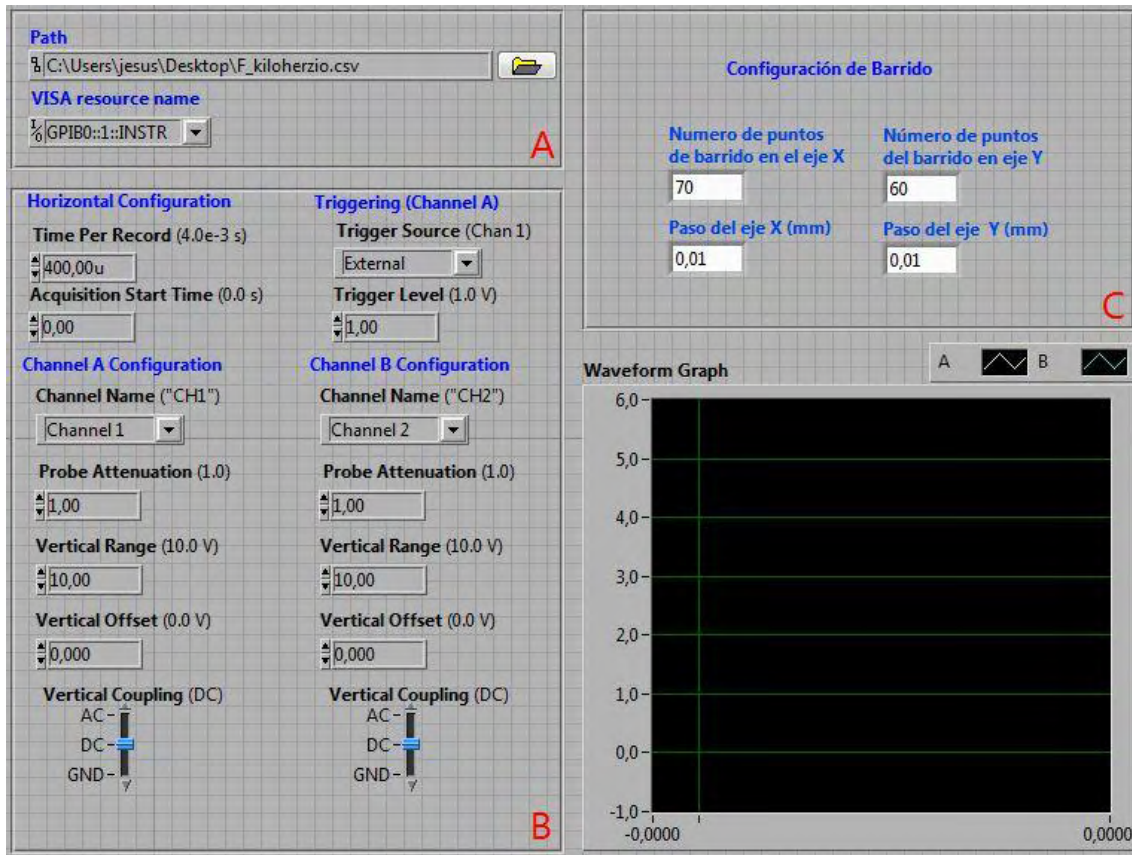 Path
C:\Users\jesus\Desktop\F_kiloherzio.csv
VISA resource name
GPIB0::1::INSTR
A
Horizontal Configuration
Time Per Record (4.0e-3 s)
400,00u
Acquisition Start Time (0.0 s)
0,00
Triggering (Channel A)
Trigger Source (Chan 1)
External
Trigger Level (1.0 V)
1,00
Channel A Configuration
Channel Name ("CH1")
Channel 1
Probe Attenuation (1.0)
1,00
Vertical Range (10.0 V)
10,00
Vertical Offset (0.0 V)
0,000
Vertical Coupling (DC)
AC
DC
GND
Channel B Configuration
Channel Name ("CH2")
Channel 2
Probe Attenuation (1.0)
1,00
Vertical Range (10.0 V)
10,00
Vertical Offset (0.0 V)
0,000
Vertical Coupling (DC)
AC
DC
GND
B
Configuración de Barrido
Numero de puntos
de barrido en el eje X
70
Número de puntos
del barrido en eje Y
60
Paso del eje X (mm)
0,01
Paso del eje Y (mm)
0,01
C
Waveform Graph
A
B
6,0
5,0
4,0
3,0
2,0
1,0
0,0
-1,0
-0,0000
0,0000